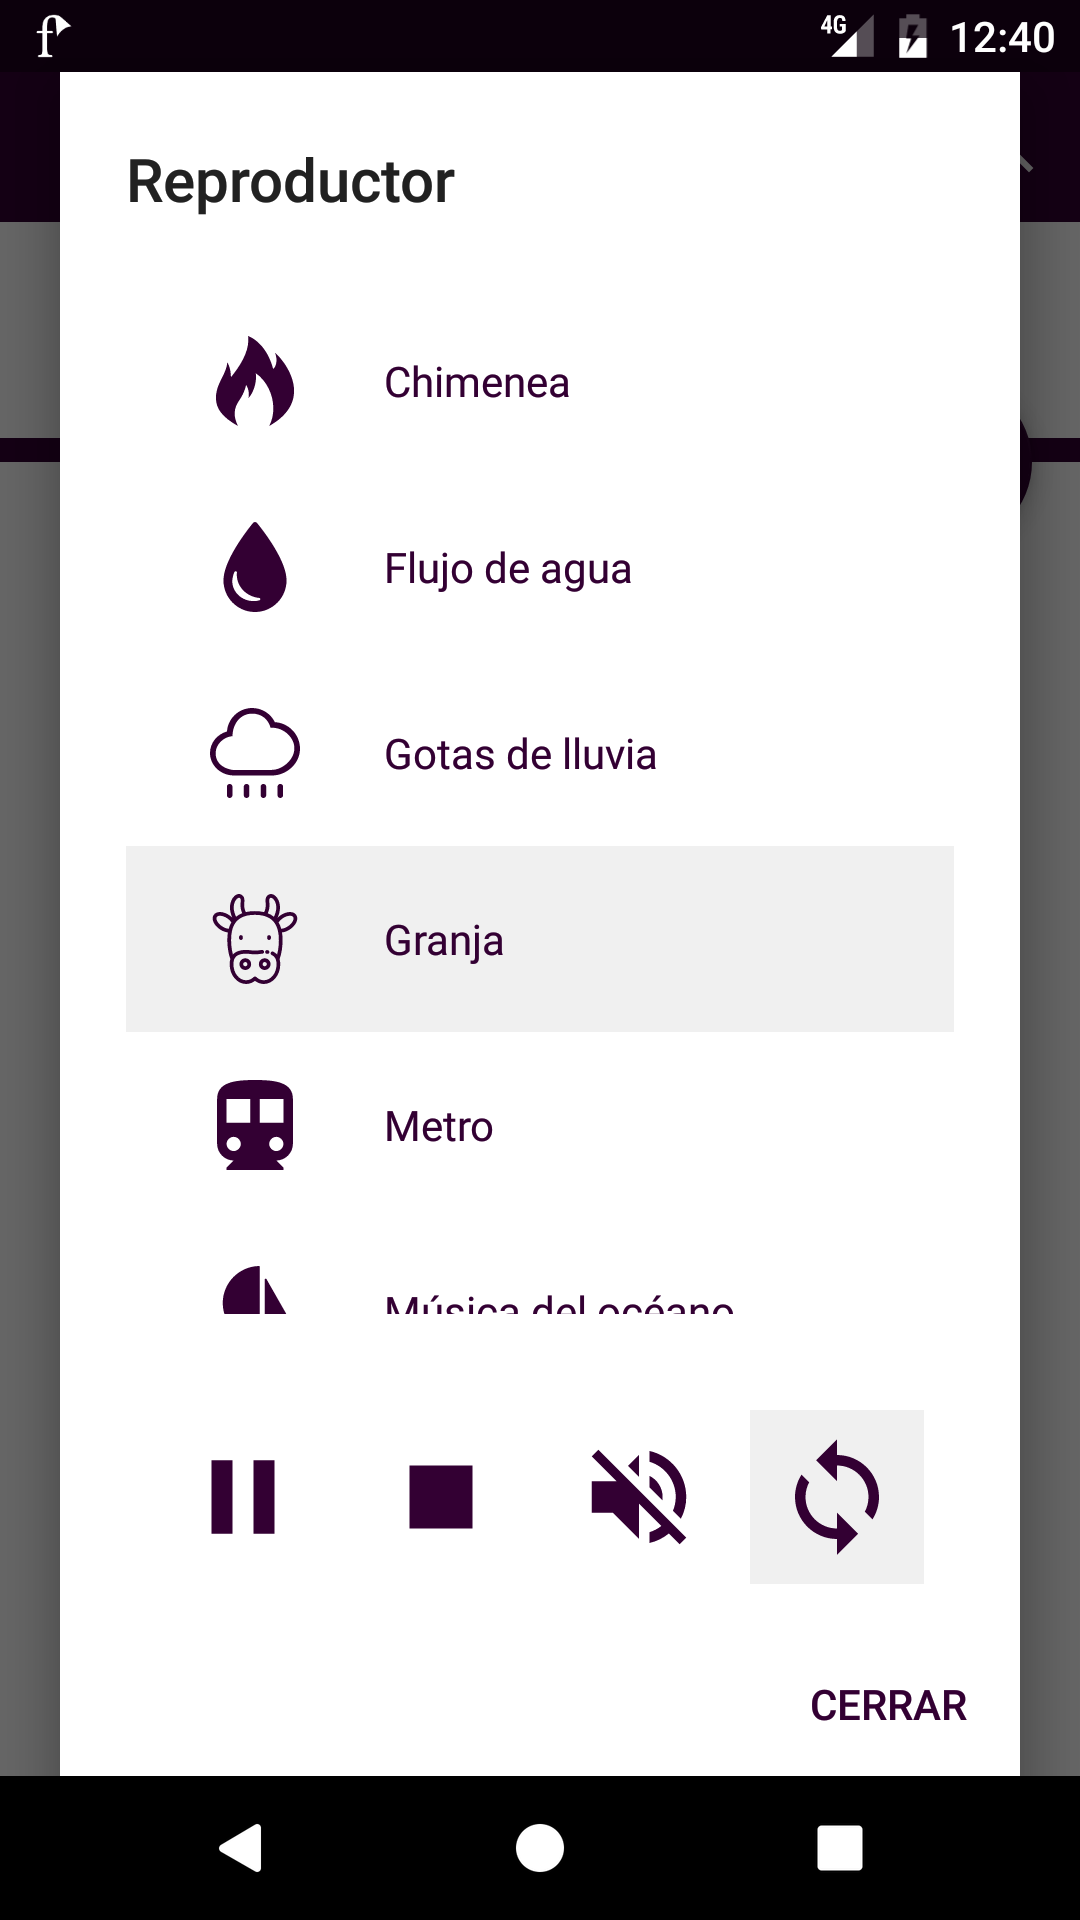 4G 12:40
Reproductor
Chimenea
Flujo de agua
Gotas de lluvia
Granja
Metro
Música del océano
CERRAR